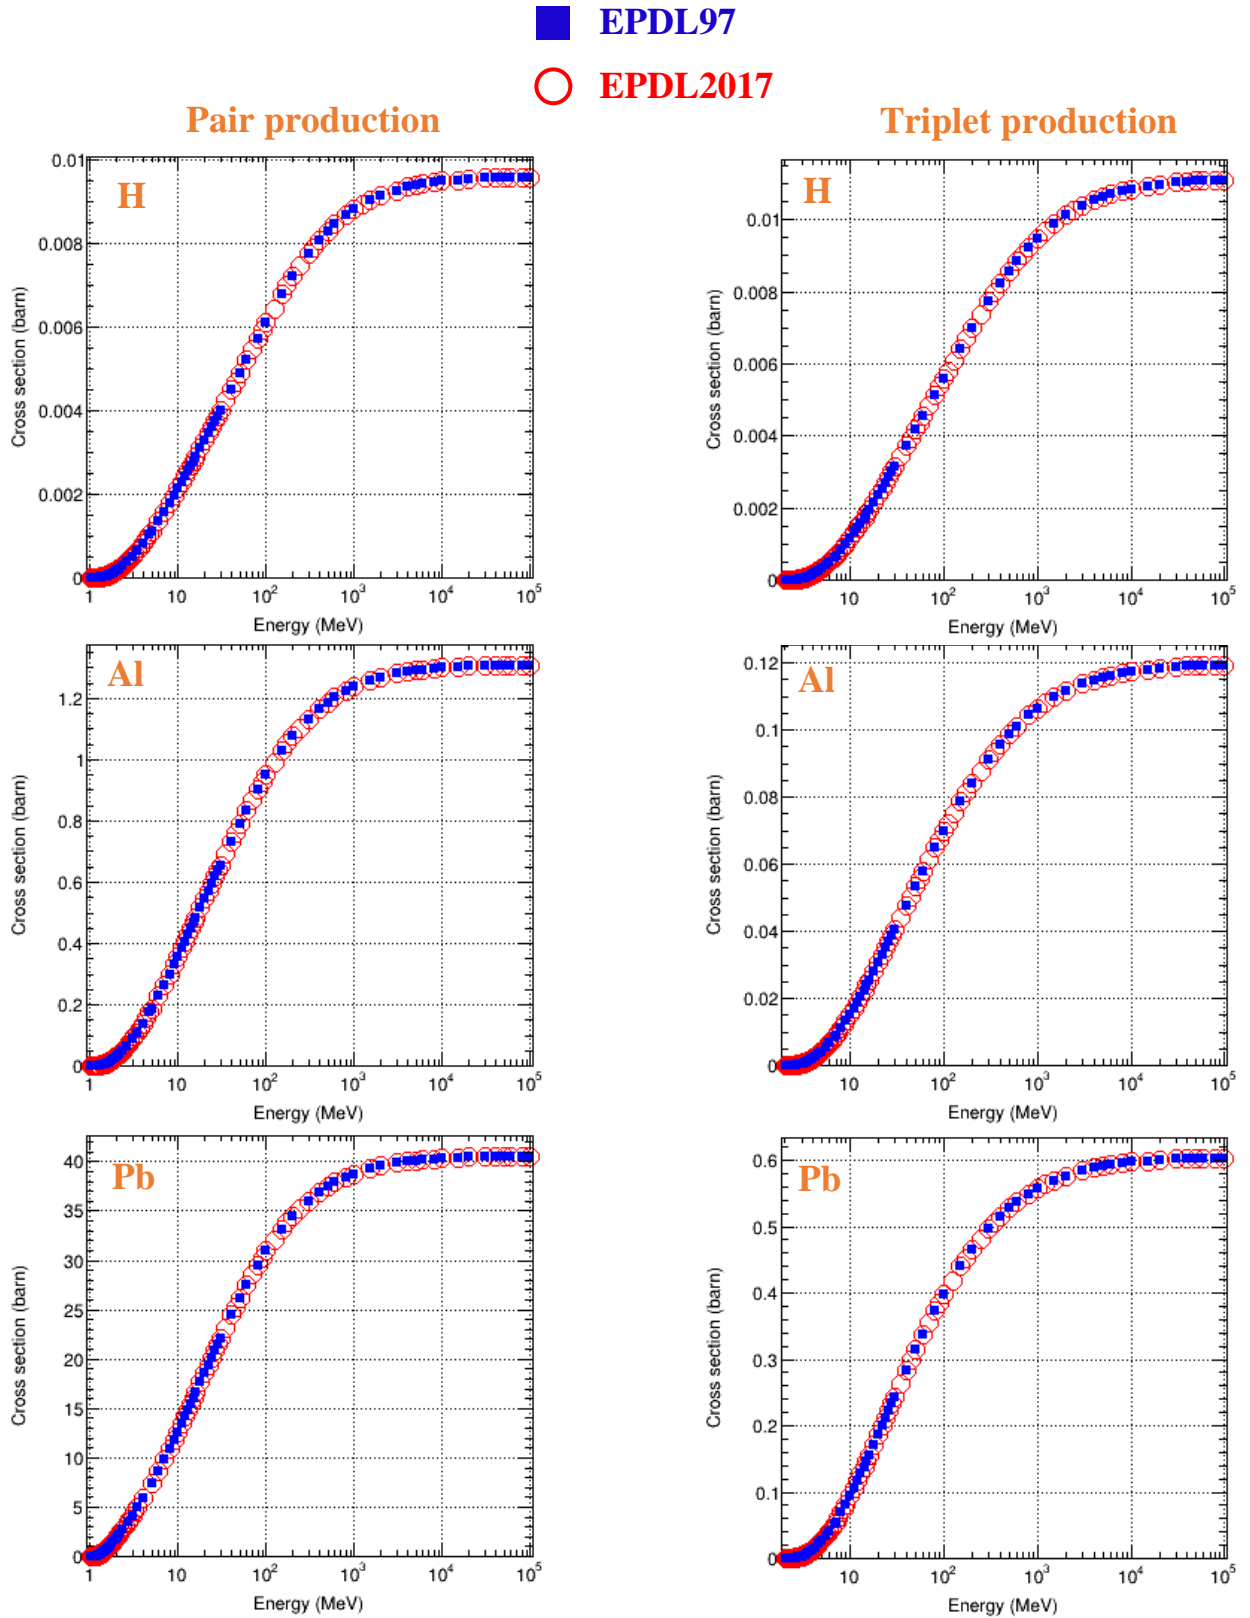 EPDL97
EPDL2017
Pair production
Triplet production
H
0.01
0.008
0.006
0.004
0.002
0
Cross section (barn)
1 10 10² 10³ 10⁴ 10⁵
Energy (MeV)
H
0.01
0.008
0.006
0.004
0.002
0
Cross section (barn)
10 10² 10³ 10⁴ 10⁵
Energy (MeV)
Al
1.2
1
0.8
0.6
0.4
0.2
0
Cross section (barn)
1 10 10² 10³ 10⁴ 10⁵
Energy (MeV)
Al
0.12
0.1
0.08
0.06
0.04
0.02
0
Cross section (barn)
10 10² 10³ 10⁴ 10⁵
Energy (MeV)
Pb
40
35
30
25
20
15
10
5
0
Cross section (barn)
1 10 10² 10³ 10⁴ 10⁵
Energy (MeV)
Pb
0.6
0.5
0.4
0.3
0.2
0.1
0
Cross section (barn)
10 10² 10³ 10⁴ 10⁵
Energy (MeV)